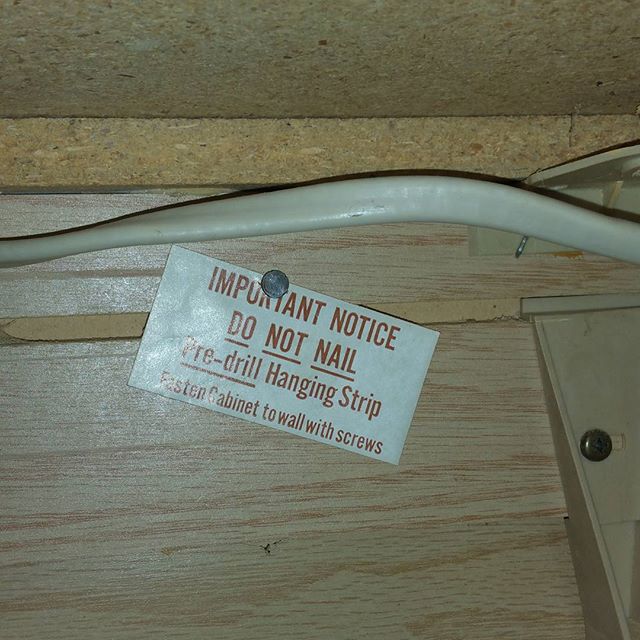 IMPORTANT NOTICE
DO NOT NAIL
Pre-drill Hanging Strip
Fasten Cabinet to wall with screws